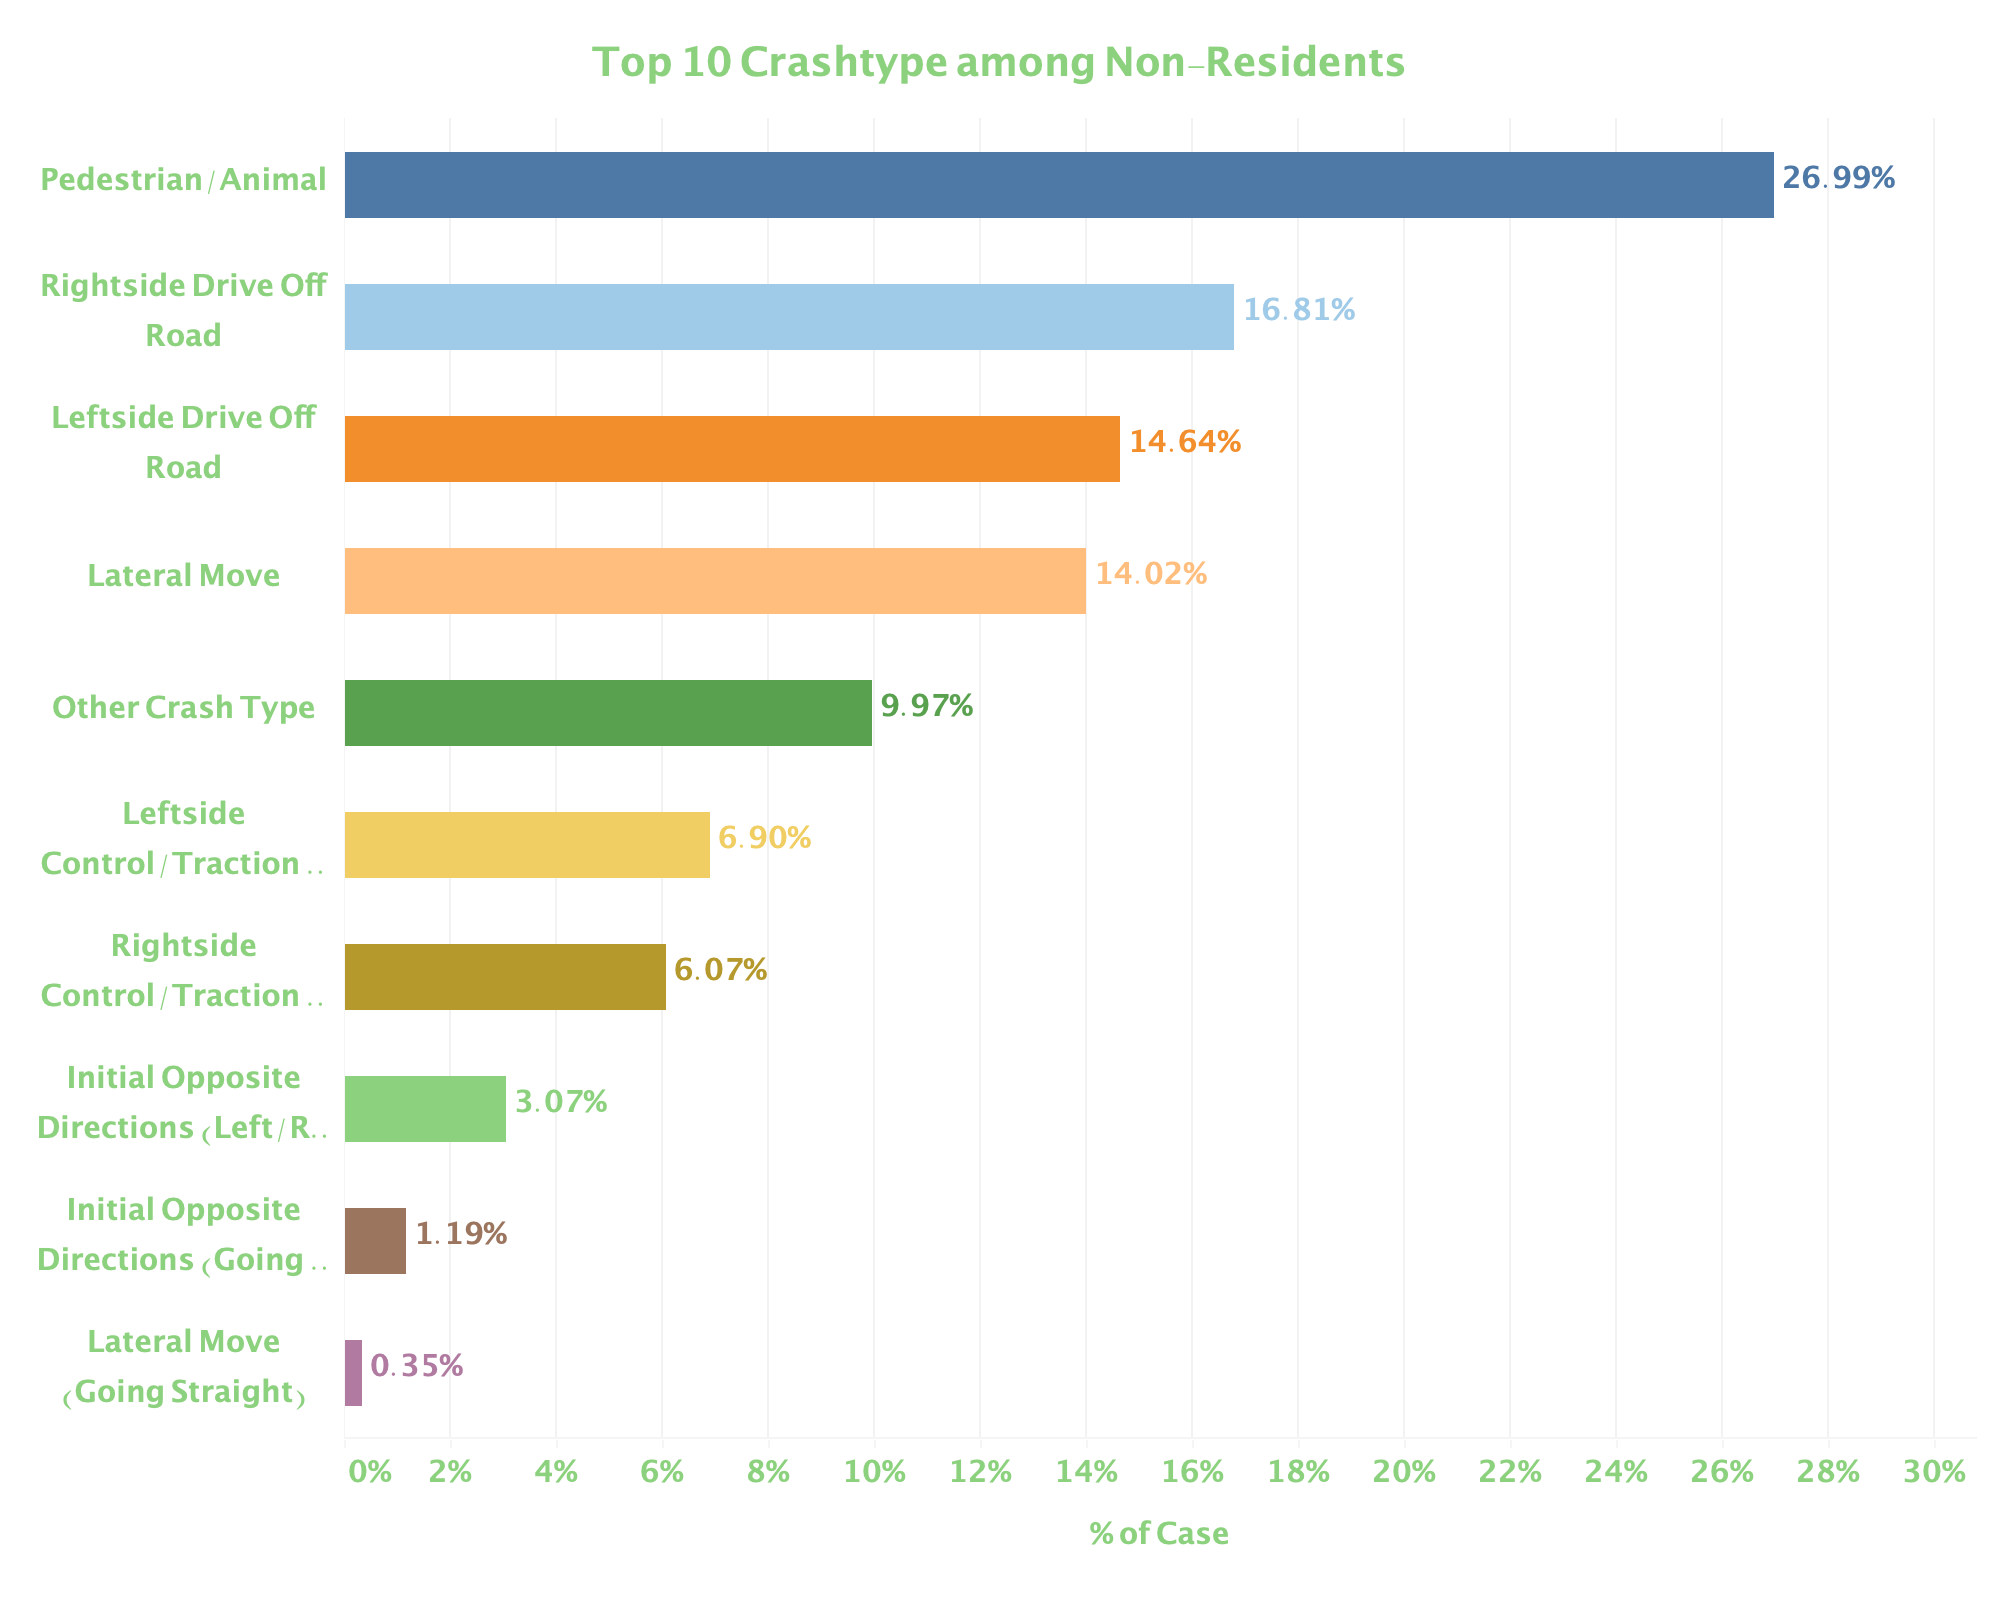 Top 10 Crashtype among Non-Residents
Pedestrian/Animal
26.99%
Rightside Drive Off
Road
16.81%
Leftside Drive Off
Road
14.64%
Lateral Move
14.02%
Other Crash Type
9.97%
Leftside
Control/Traction ..
6.90%
Rightside
Control/Traction ..
6.07%
Initial Opposite
Directions (Left/R..
3.07%
Initial Opposite
Directions (Going ..
1.19%
Lateral Move
(Going Straight)
0.35%
0% 2% 4% 6% 8% 10% 12% 14% 16% 18% 20% 22% 24% 26% 28% 30%
% of Case